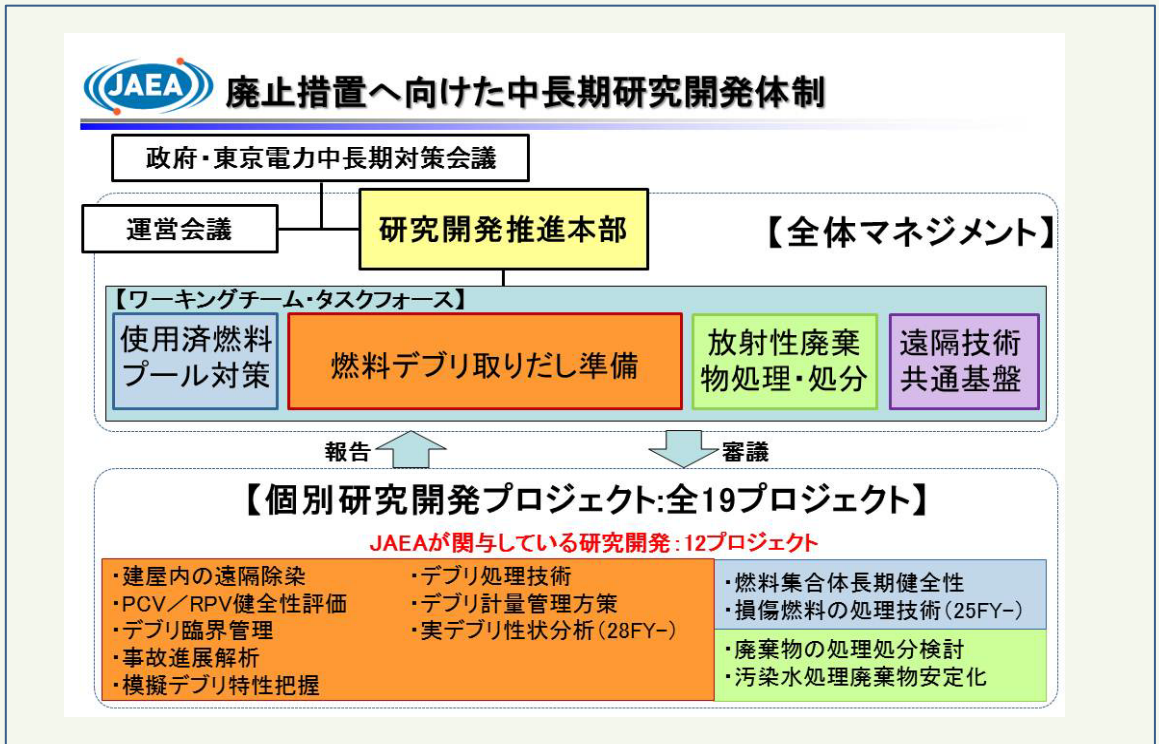 JAEA
廃止措置へ向けた中長期研究開発体制
政府・東京電力中長期対策会議
運営会議
研究開発推進本部
【全体マネジメント】
【ワーキングチーム・タスクフォース】
使用済燃料
プール対策
燃料デブリ取りだし準備
放射性廃棄
物処理・処分
遠隔技術
共通基盤
報告
審議
【個別研究開発プロジェクト:全19プロジェクト】
JAEAが関与している研究開発:12プロジェクト
・建屋内の遠隔除染
・PCV/RPV健全性評価
・デブリ臨界管理
・事故進展解析
・模擬デブリ特性把握
・デブリ処理技術
・デブリ計量管理方策
・実デブリ性状分析(28FY-)
・燃料集合体長期健全性
・損傷燃料の処理技術(25FY-)
・廃棄物の処理処分検討
・汚染水処理廃棄物安定化